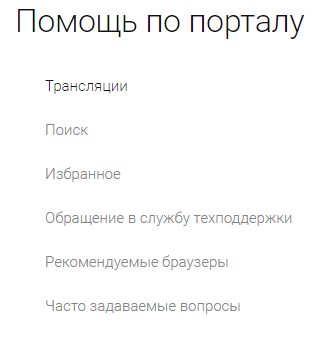 Помощь по порталу
Трансляции
Поиск
Избранное
Обращение в службу техподдержки
Рекомендуемые браузеры
Часто задаваемые вопросы